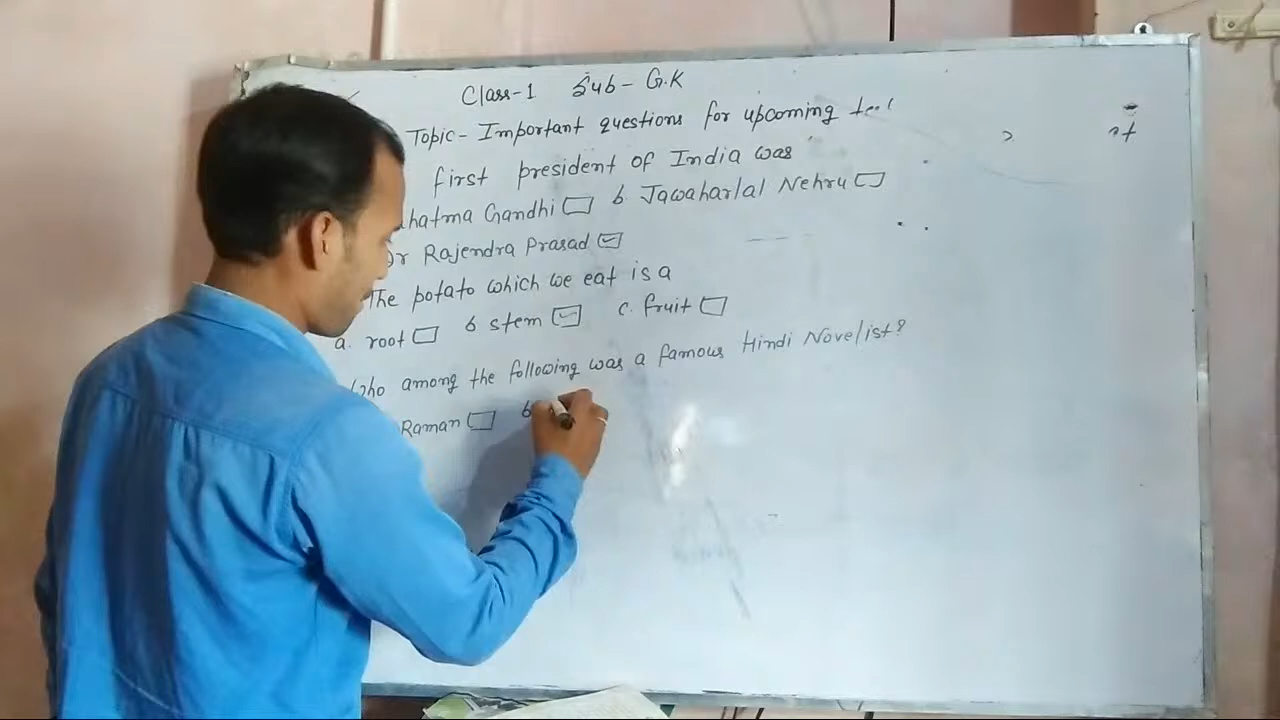 Class-1 Sub- G.K
Topic- Important questions for upcoming
first president of India was
hatma Gandhi b. Jawaharlal Nehru
Dr Rajendra Prasad
The potato which we eat is a
a. root b stem c. fruit
who among the following was a famous Hindi Novelist?
Raman b